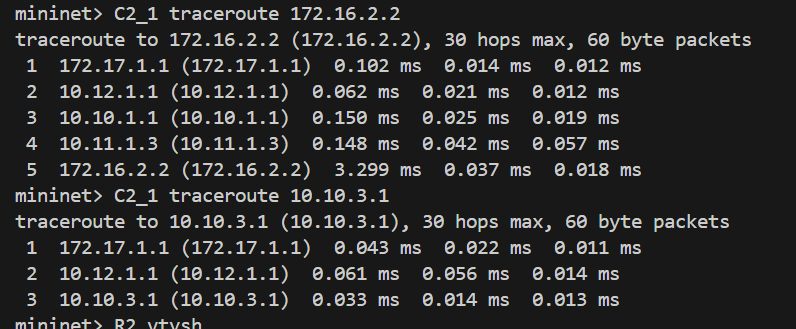 mininet> C2_1 traceroute 172.16.2.2
traceroute to 172.16.2.2 (172.16.2.2), 30 hops max, 60 byte packets
 1  172.17.1.1 (172.17.1.1)  0.102 ms  0.014 ms  0.012 ms
 2  10.12.1.1 (10.12.1.1)  0.062 ms  0.021 ms  0.012 ms
 3  10.10.1.1 (10.10.1.1)  0.150 ms  0.025 ms  0.019 ms
 4  10.11.1.3 (10.11.1.3)  0.148 ms  0.042 ms  0.057 ms
 5  172.16.2.2 (172.16.2.2)  3.299 ms  0.037 ms  0.018 ms
mininet> C2_1 traceroute 10.10.3.1
traceroute to 10.10.3.1 (10.10.3.1), 30 hops max, 60 byte packets
 1  172.17.1.1 (172.17.1.1)  0.043 ms  0.022 ms  0.011 ms
 2  10.12.1.1 (10.12.1.1)  0.061 ms  0.056 ms  0.014 ms
 3  10.10.3.1 (10.10.3.1)  0.033 ms  0.014 ms  0.013 ms
mininet> R2 vtysh